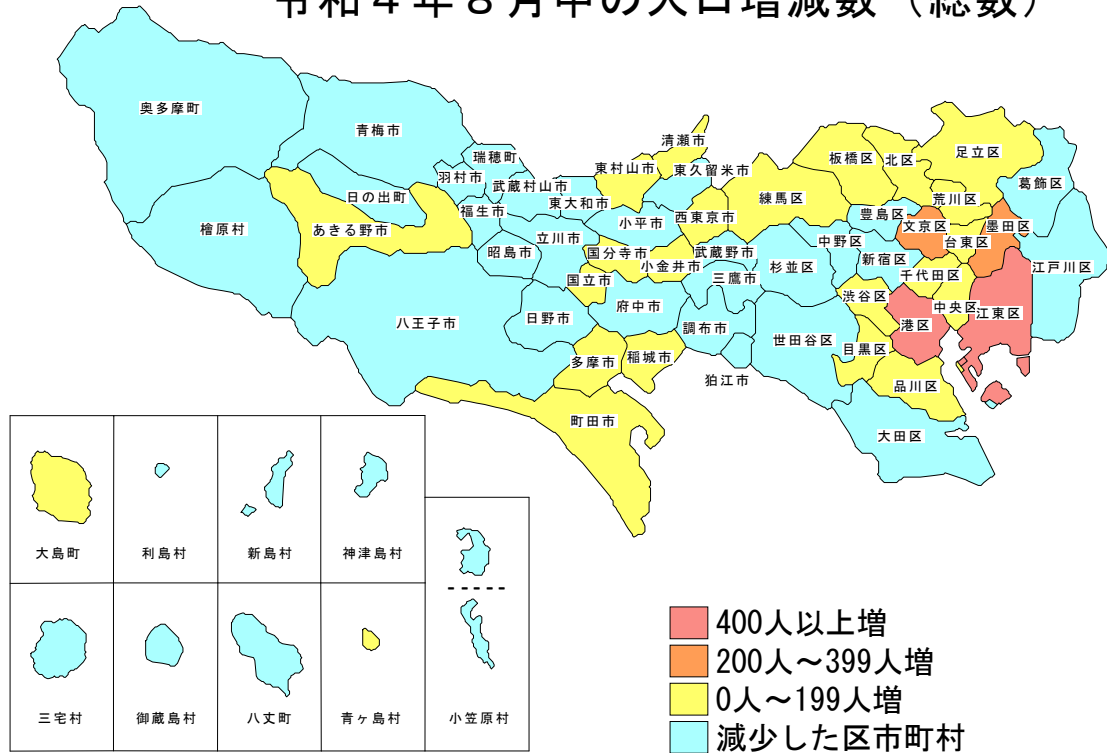 令和４年８月中の人口増減数（総数）
奥多摩町
青梅市
瑞穂町
羽村市
武蔵村山市
東大和市
東村山市
清瀬市
東久留米市
日の出町
檜原村
あきる野市
福生市
昭島市
立川市
小平市
西東京市
国分寺市
小金井市
武蔵野市
国立市
三鷹市
八王子市
日野市
府中市
調布市
多摩市
稲城市
狛江市
町田市
板橋区
北区
足立区
葛飾区
練馬区
豊島区
荒川区
文京区
台東区
墨田区
中野区
杉並区
新宿区
千代田区
江戸川区
渋谷区
中央区
江東区
港区
世田谷区
目黒区
品川区
大田区
大島町
利島村
新島村
神津島村
三宅村
御蔵島村
八丈町
青ヶ島村
小笠原村
400人以上増
200人～399人増
0人～199人増
減少した区市町村